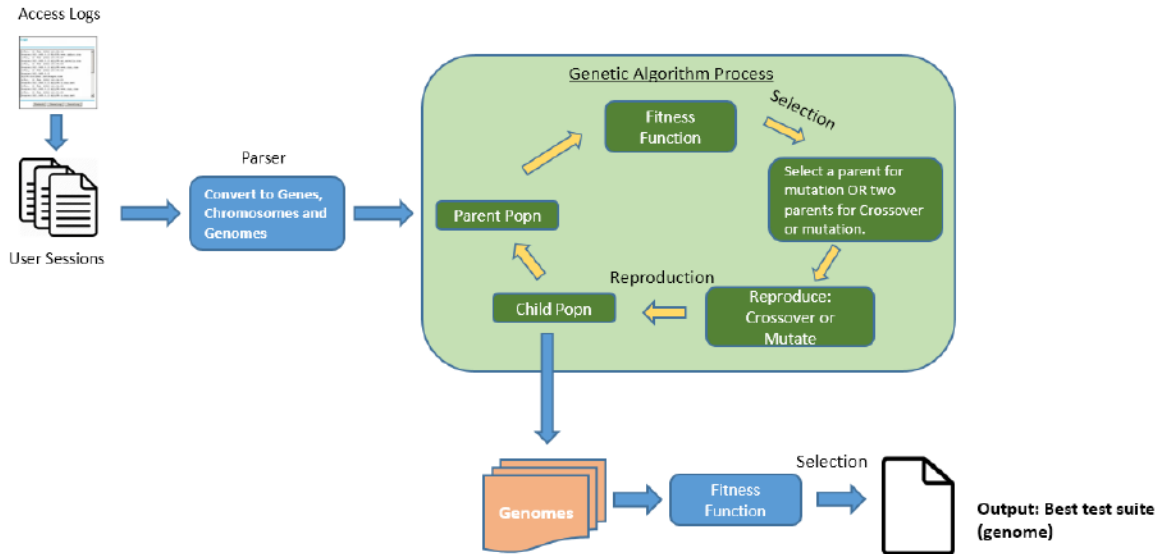 Access Logs
Genetic Algorithm Process
Fitness
Function
Selection
Parser
Convert to Genes,
Chromosomes and
Genomes
Select a parent for
mutation OR two
parents for Crossover
or mutation.
Parent Popn
User Sessions
Reproduction
Child Popn
Reproduce:
Crossover or
Mutate
Selection
Genomes
Fitness
Function
Output: Best test suite
(genome)